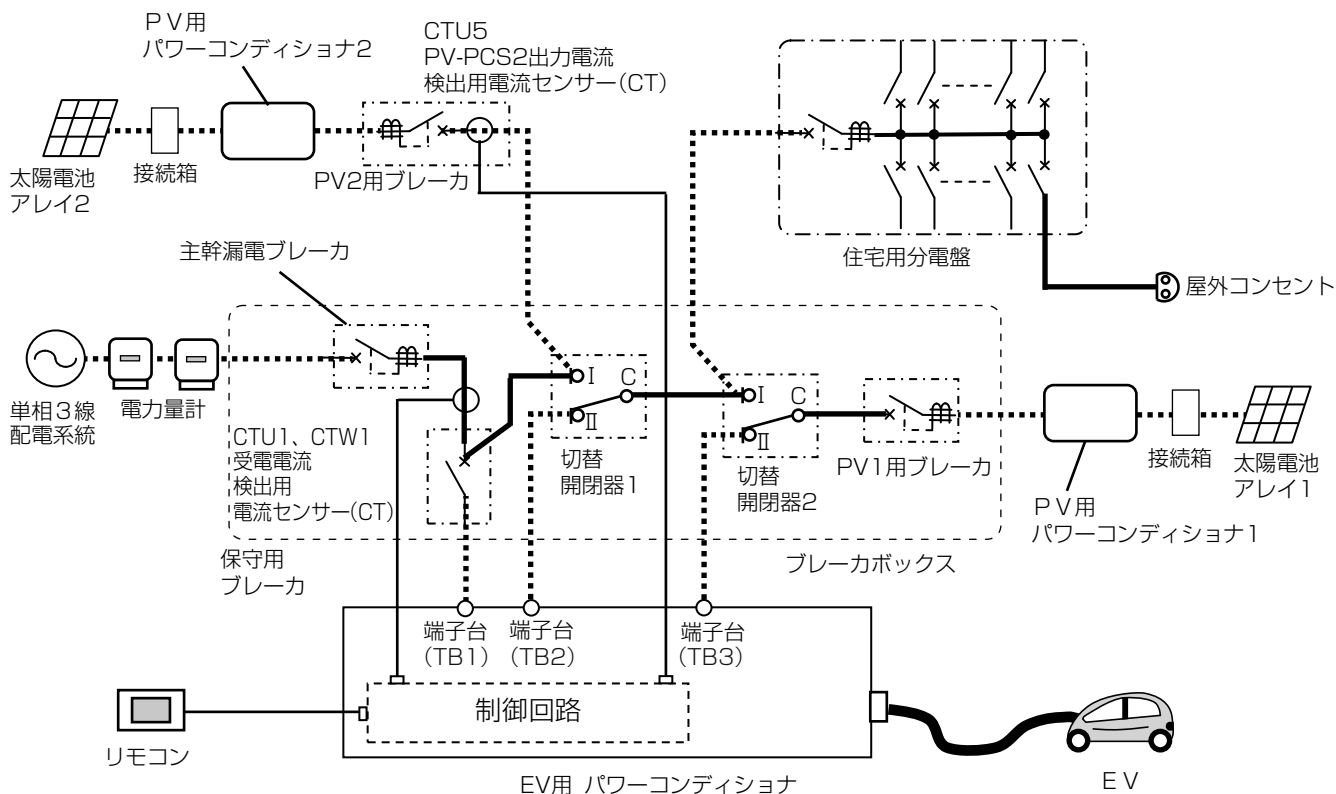 ＰＶ用
パワーコンディショナ2
CTU5
PV-PCS2出力電流
検出用電流センサー(CT)
太陽電池
アレイ2
接続箱
PV2用ブレーカ
住宅用分電盤
主幹漏電ブレーカ
屋外コンセント
単相３線
配電系統
電力量計
CTU1、CTW1
受電電流
検出用
電流センサー(CT)
Ⅰ
C
Ⅱ
切替
開閉器1
Ⅰ
C
Ⅱ
切替
開閉器2
PV1用ブレーカ
接続箱
太陽電池
アレイ1
ＰＶ用
パワーコンディショナ1
保守用
ブレーカ
ブレーカボックス
端子台
(TB1)
端子台
(TB2)
端子台
(TB3)
制御回路
リモコン
EV用 パワーコンディショナ
ＥＶ